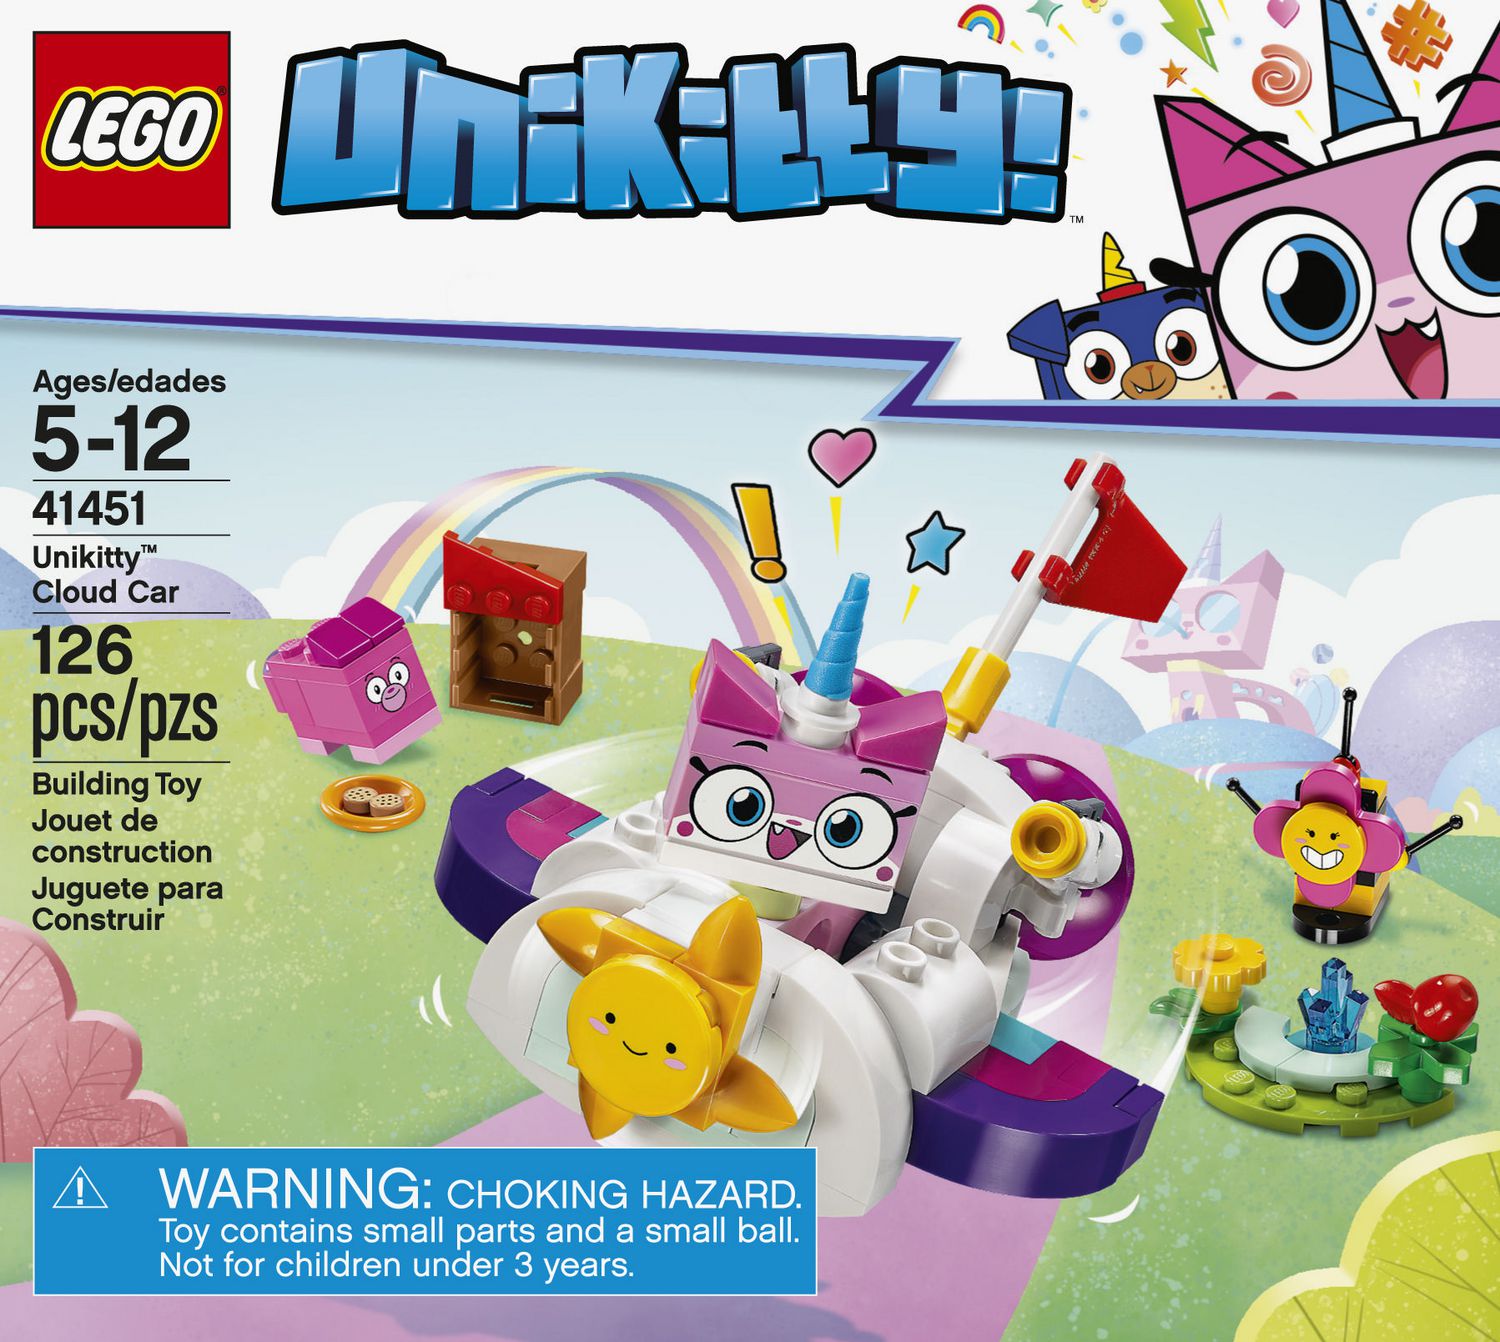 LEGO®
UniKitty!™
Ages/edades
5-12
41451
Unikitty™
Cloud Car
126
pcs/pzs
Building Toy
Jouet de
construction
Juguete para
Construir
WARNING: CHOKING HAZARD.
Toy contains small parts and a small ball.
Not for children under 3 years.